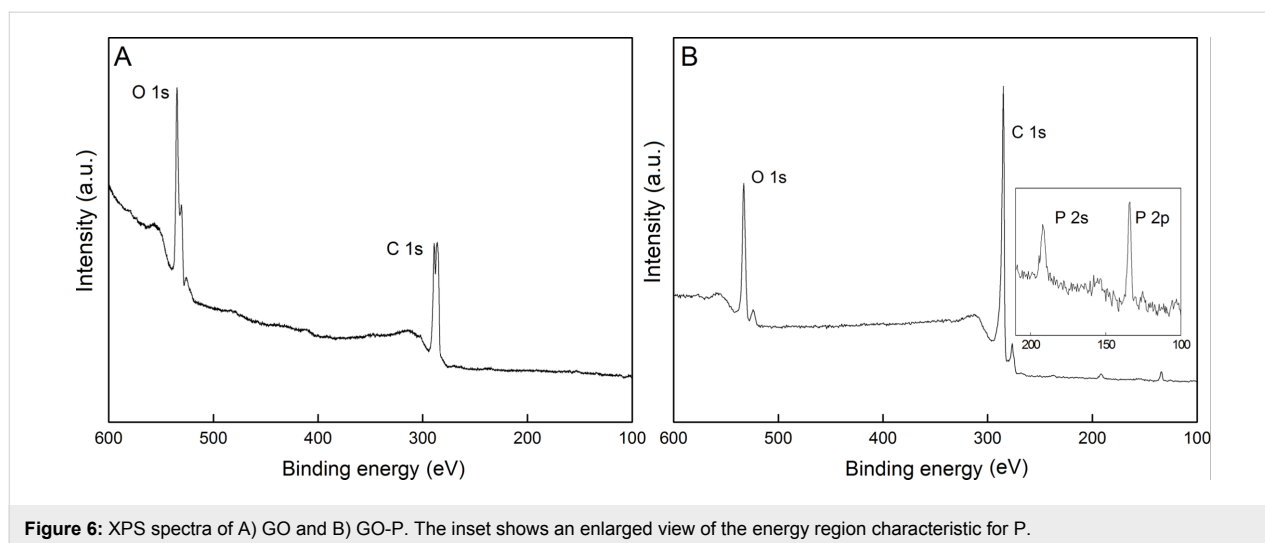 A
O 1s
C 1s
Intensity (a.u.)
600 500 400 300 200 100
Binding energy (eV)
B
O 1s
C 1s
P 2s
P 2p
200 150 100
Intensity (a.u.)
600 500 400 300 200 100
Binding energy (eV)
Figure 6: XPS spectra of A) GO and B) GO-P. The inset shows an enlarged view of the energy region characteristic for P.